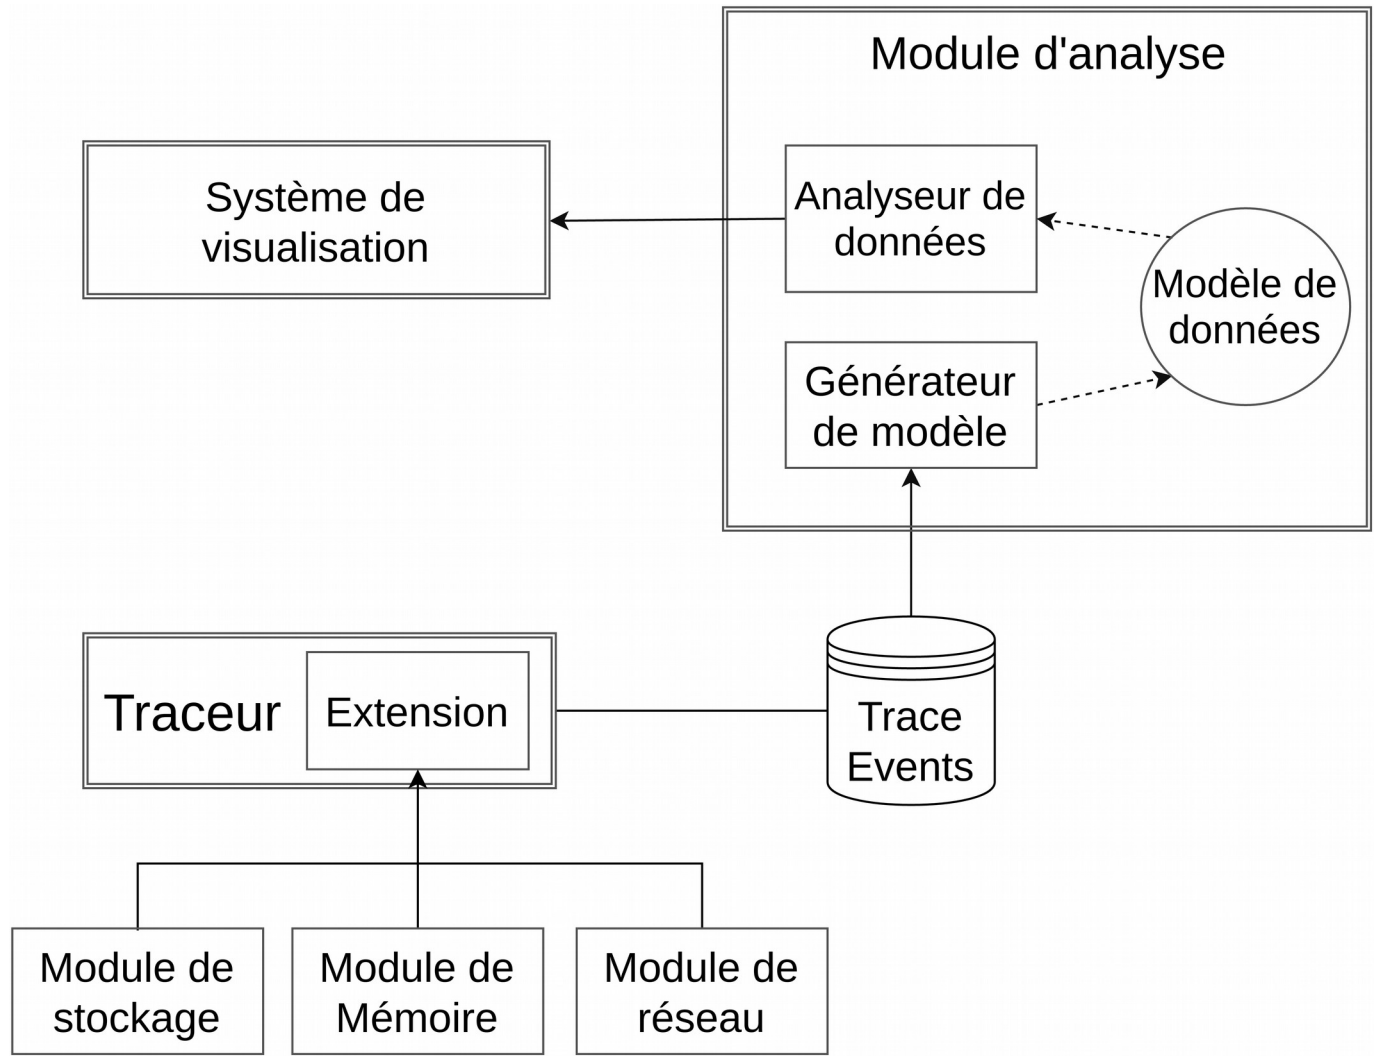 Module d'analyse
Système de
visualisation
Analyseur de
données
Modèle de
données
Générateur
de modèle
Traceur
Extension
Trace
Events
Module de
stockage
Module de
Mémoire
Module de
réseau